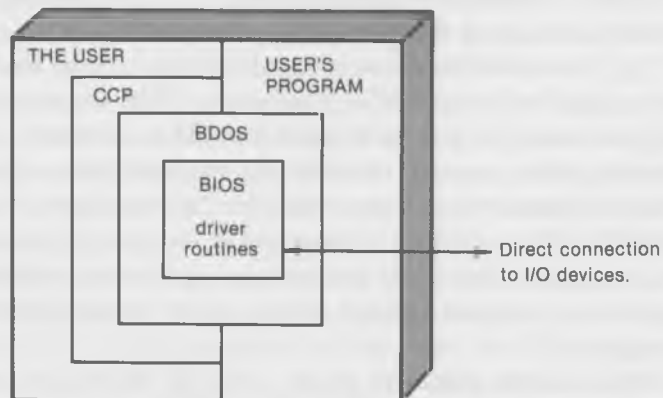 THE USER
USER'S
PROGRAM
CCP
BDOS
BIOS
driver
routines
Direct connection
to I/O devices.